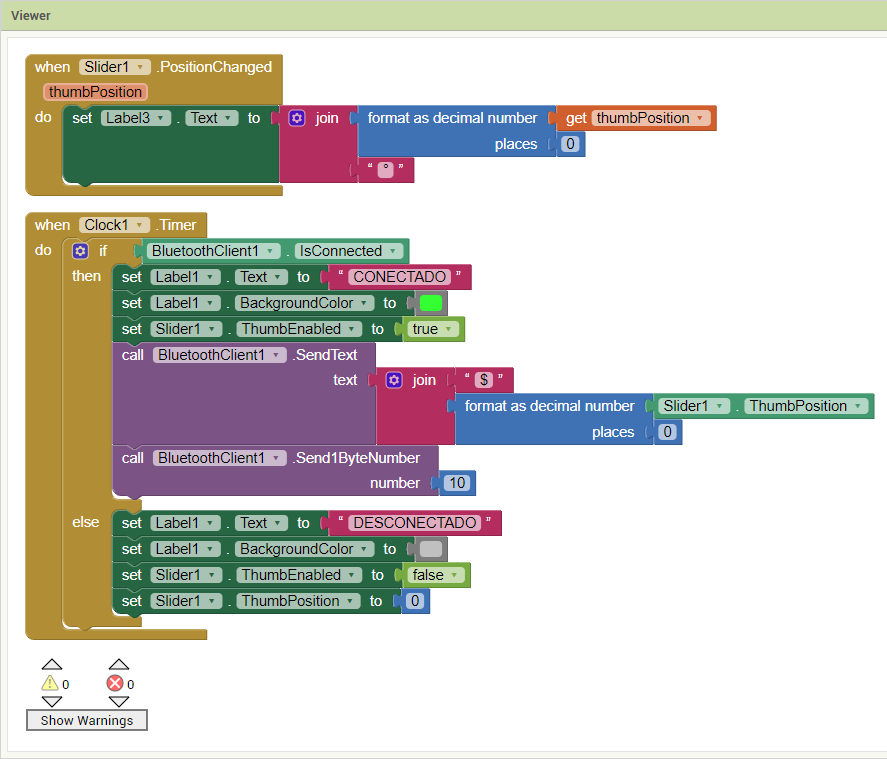 Viewer
when Slider1 .PositionChanged
thumbPosition
do set Label3 . Text to join format as decimal number get thumbPosition
places 0
“ ° ”
when Clock1 .Timer
do if BluetoothClient1 . IsConnected
then set Label1 . Text to “ CONECTADO ”
set Label1 . BackgroundColor to
set Slider1 . ThumbEnabled to true
call BluetoothClient1 .SendText
text join “ $ ”
format as decimal number Slider1 . ThumbPosition
places 0
call BluetoothClient1 .Send1ByteNumber
number 10
else set Label1 . Text to “ DESCONECTADO ”
set Label1 . BackgroundColor to
set Slider1 . ThumbEnabled to false
set Slider1 . ThumbPosition to 0
0 0
Show Warnings